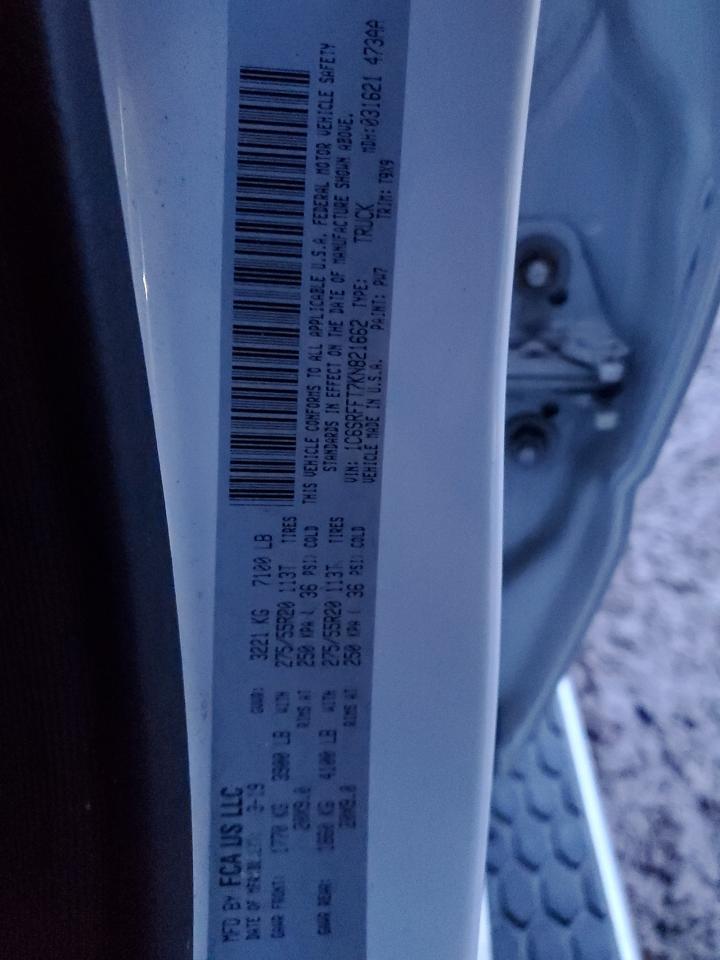 MFD BY FCA US LLC
DATE OF MFR: 3-19 GVWR: 3221 KG 7100 LB
GAWR FRONT: 1770 KG 3900 LB WITH 275/55R20 113T TIRES
20X9.0 RIMS AT 250 KPA ( 36 PSI) COLD
GAWR REAR: 1860 KG 4100 LB WITH 275/55R20 113T TIRES
20X9.0 RIMS AT 250 KPA ( 36 PSI) COLD
THIS VEHICLE CONFORMS TO ALL APPLICABLE U.S.A. FEDERAL MOTOR VEHICLE SAFETY
STANDARDS IN EFFECT ON THE DATE OF MANUFACTURE SHOWN ABOVE.
VIN: 1C6SRFFT7KN821662 TYPE: TRUCK MDH:031621 473AA
VEHICLE MADE IN U.S.A. PAINT: PW7 TRIM: T9X9